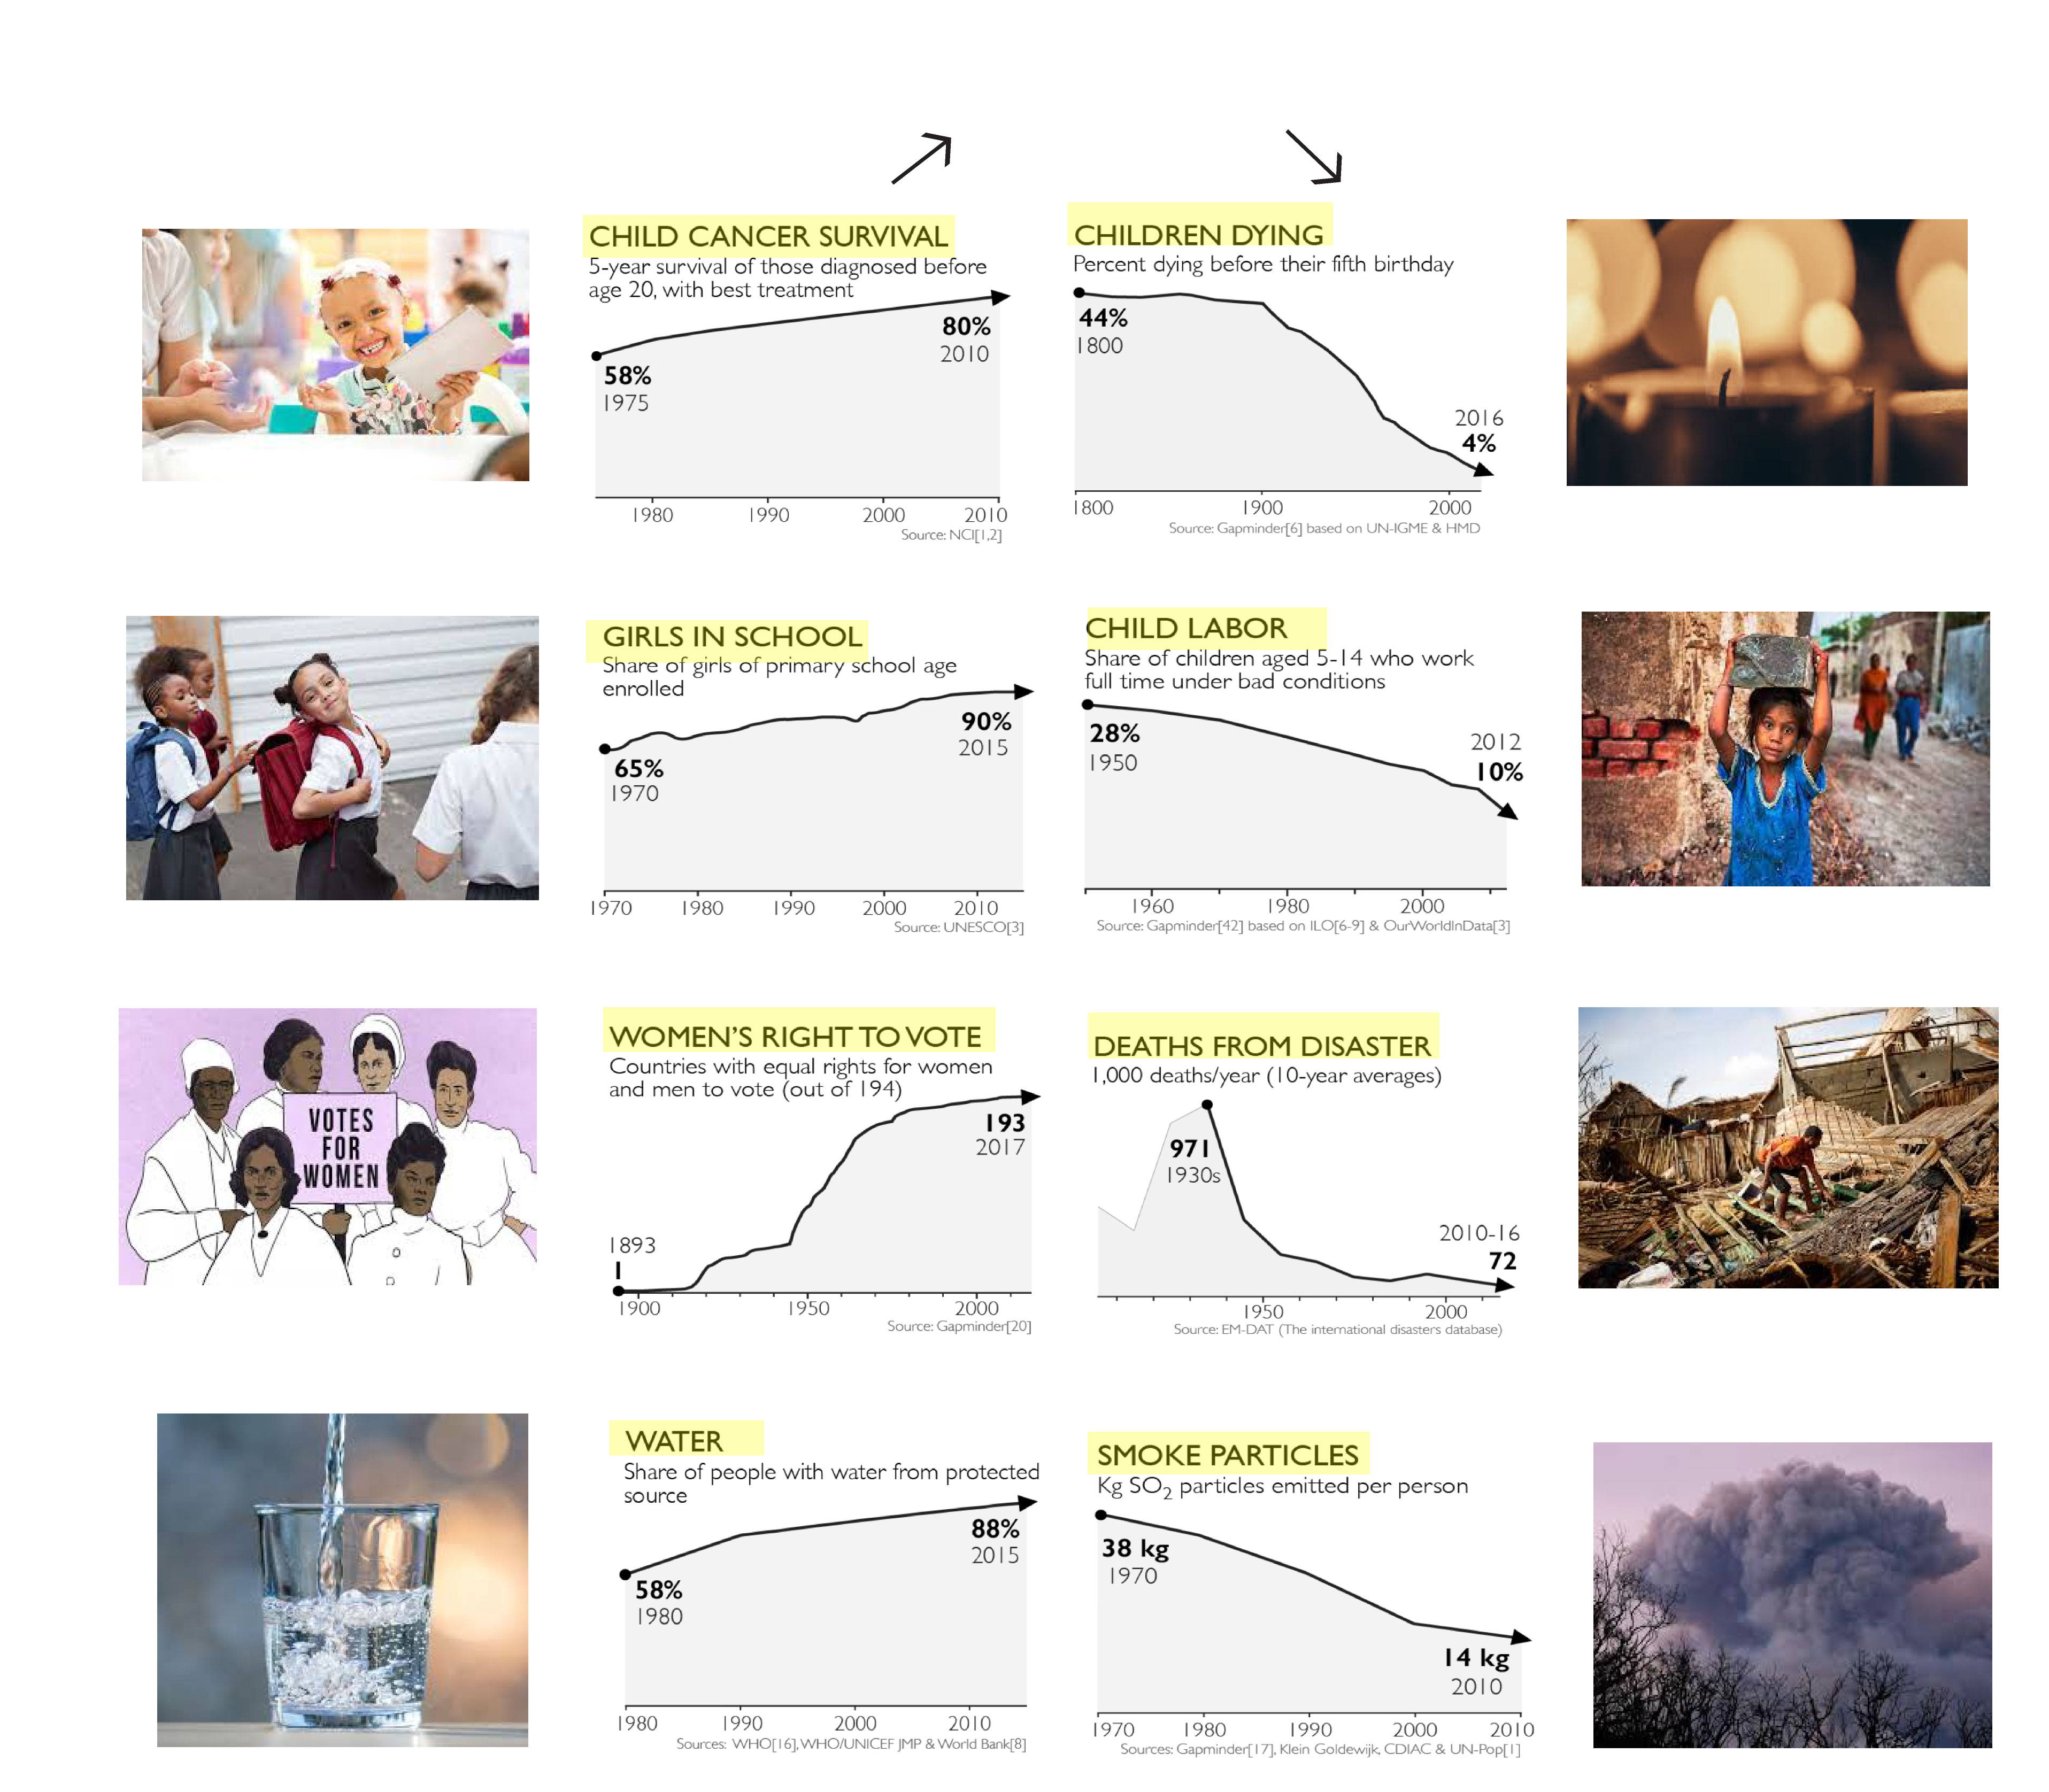 CHILD CANCER SURVIVAL
5-year survival of those diagnosed before
age 20, with best treatment
80%
2010
58%
1975
1980 1990 2000 2010
Source: NCI[1,2]
CHILDREN DYING
Percent dying before their fifth birthday
44%
1800
2016
4%
1800 1900 2000
Source: Gapminder[6] based on UN-IGME & HMD
GIRLS IN SCHOOL
Share of girls of primary school age
enrolled
90%
2015
65%
1970
1970 1980 1990 2000 2010
Source: UNESCO[3]
CHILD LABOR
Share of children aged 5-14 who work
full time under bad conditions
28%
1950
2012
10%
1960 1980 2000
Source: Gapminder[42] based on ILO[6-9] & OurWorldInData[3]
VOTES
FOR
WOMEN
WOMEN'S RIGHT TO VOTE
Countries with equal rights for women
and men to vote (out of 194)
193
2017
1893
1
1900 1950 2000
Source: Gapminder[20]
DEATHS FROM DISASTER
1,000 deaths/year (10-year averages)
971
1930s
2010-16
72
1950 2000
Source: EM-DAT (The international disasters database)
WATER
Share of people with water from protected
source
88%
2015
58%
1980
1980 1990 2000 2010
Sources: WHO[16], WHO/UNICEF JMP & World Bank[8]
SMOKE PARTICLES
Kg SO₂ particles emitted per person
38 kg
1970
14 kg
2010
1970 1980 1990 2000 2010
Sources: Gapminder[17], Klein Goldewijk, CDIAC & UN-Pop[1]